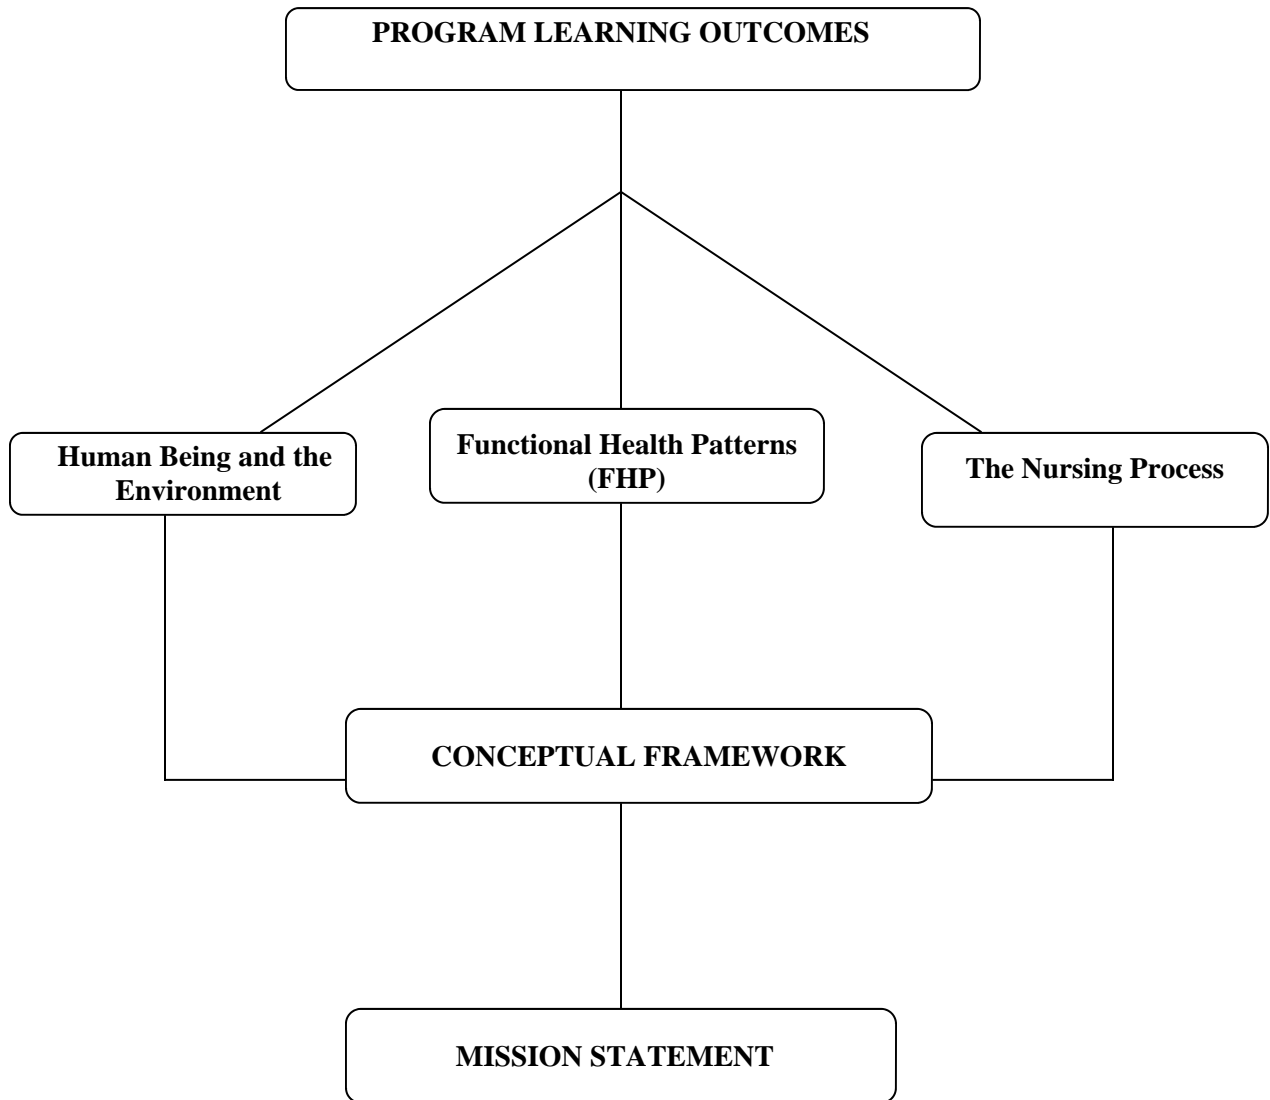 PROGRAM LEARNING OUTCOMES
Human Being and the
Environment
Functional Health Patterns
(FHP)
The Nursing Process
CONCEPTUAL FRAMEWORK
MISSION STATEMENT